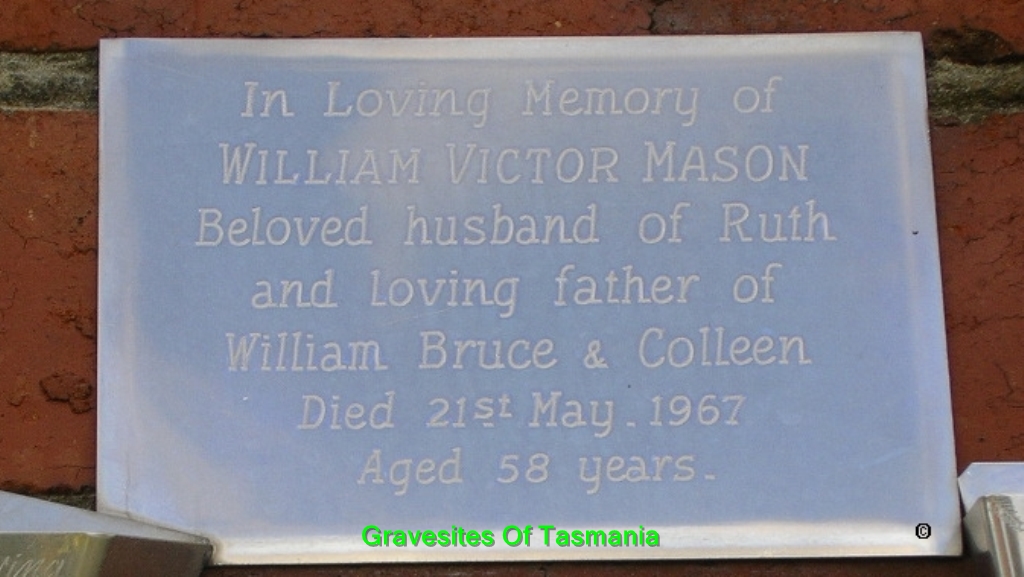 In Loving Memory of
WILLIAM VICTOR MASON
Beloved husband of Ruth
and loving father of
William Bruce & Colleen
Died 21st May. 1967
Aged 58 years.
Gravesites Of Tasmania
©